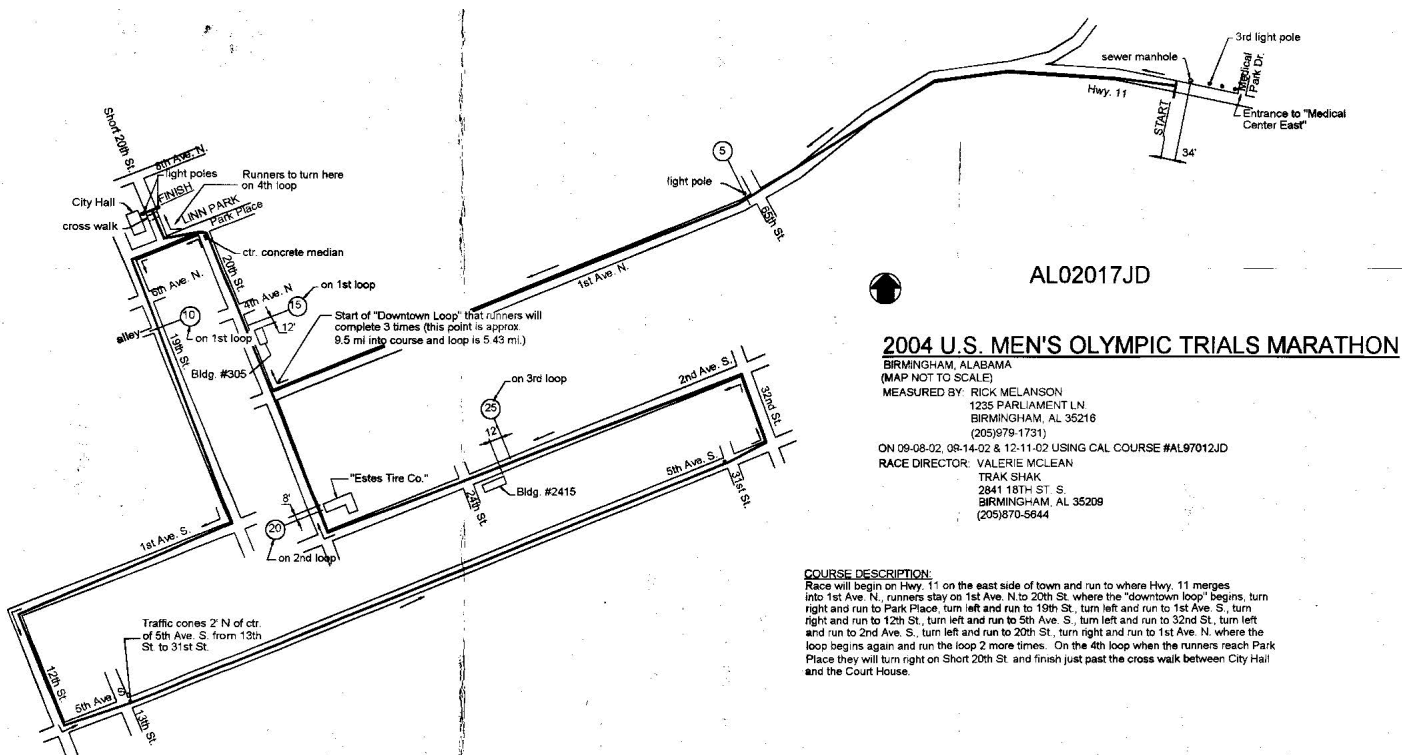 3rd light pole
sewer manhole
Medical
Park Dr.
Hwy. 11
Entrance to "Medical
Center East"
START
34'
Short 20th St.
8th Ave. N.
light poles
FINISH
Runners to turn here
on 4th loop
City Hall
cross walk
LINN PARK
Park Place
ctr. concrete median
5
light pole
65th St.
1st Ave. N.
20th St.
6th Ave. N.
4th Ave. N
15
on 1st loop
12'
10
on 1st loop
alley
19th St.
Bldg. #305
Start of "Downtown Loop" that runners will
complete 3 times (this point is approx.
9.5 mi into course and loop is 5.43 mi.)
on 3rd loop
25
12'
2nd Ave. S.
32nd St.
5th Ave. S.
31st St.
24th St.
Bldg. #2415
"Estes Tire Co."
8'
20
on 2nd loop
1st Ave. S.
Traffic cones 2' N of ctr.
of 5th Ave. S. from 13th
St. to 31st St.
12th St.
5th Ave. S.
13th St.
AL02017JD
2004 U.S. MEN'S OLYMPIC TRIALS MARATHON
BIRMINGHAM, ALABAMA
(MAP NOT TO SCALE)
MEASURED BY: RICK MELANSON
1235 PARLIAMENT LN.
BIRMINGHAM, AL 35216
(205)979-1731)
ON 09-08-02, 09-14-02 & 12-11-02 USING CAL COURSE #AL97012JD
RACE DIRECTOR: VALERIE MCLEAN
TRAK SHAK
2841 18TH ST. S.
BIRMINGHAM, AL 35209
(205)870-5644
COURSE DESCRIPTION:
Race will begin on Hwy. 11 on the east side of town and run to where Hwy. 11 merges
into 1st Ave. N., runners stay on 1st Ave. N.to 20th St. where the "downtown loop" begins, turn
right and run to Park Place, turn left and run to 19th St., turn left and run to 1st Ave. S., turn
right and run to 12th St., turn left and run to 5th Ave. S., turn left and run to 32nd St., turn left
and run to 2nd Ave. S., turn left and run to 20th St., turn right and run to 1st Ave. N. where the
loop begins again and run the loop 2 more times. On the 4th loop when the runners reach Park
Place they will turn right on Short 20th St. and finish just past the cross walk between City Hall
and the Court House.